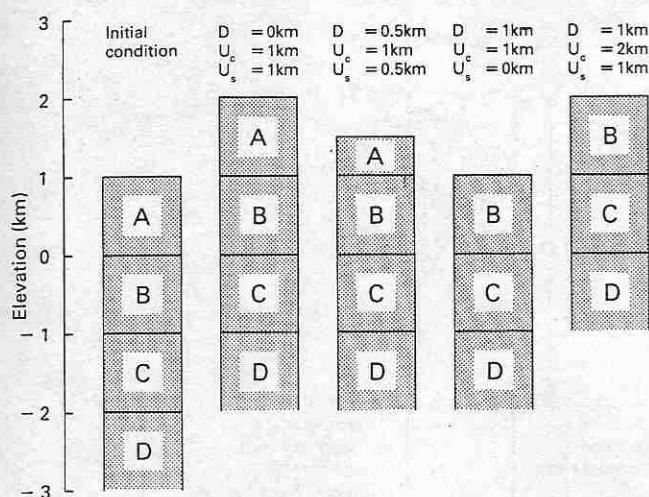 3
2
1
0
– 1
– 2
– 3
Elevation (km)
Initial
condition
D = 0km
U_c = 1km
U_s = 1km
D = 0.5km
U_c = 1km
U_s = 0.5km
D = 1km
U_c = 1km
U_s = 0km
D = 1km
U_c = 2km
U_s = 1km
A
B
C
D
A
B
C
D
A
B
C
D
B
C
D
B
C
D